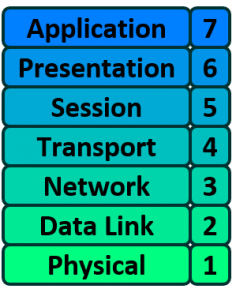 Application 7
Presentation 6
Session 5
Transport 4
Network 3
Data Link 2
Physical 1